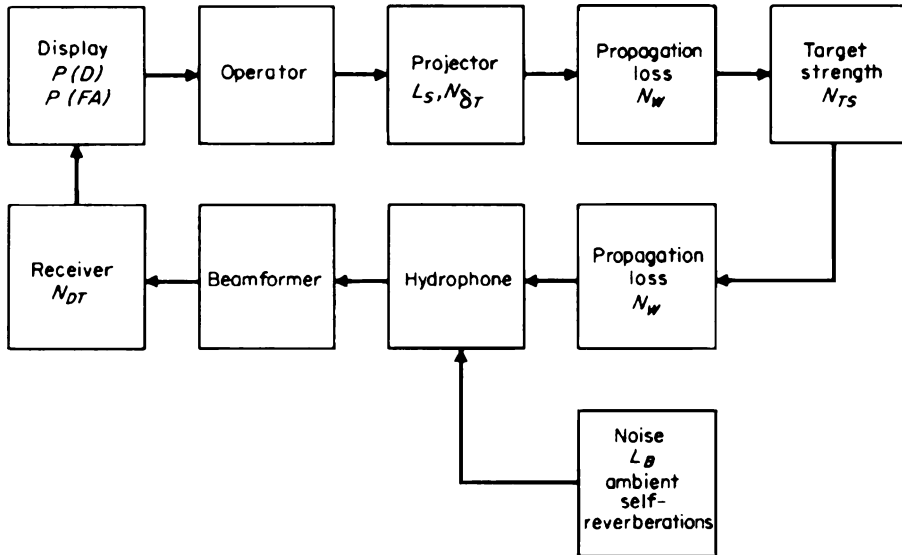 Display
P(D)
P(FA)
Operator
Projector
L_S, N_δT
Propagation
loss
N_W
Target
strength
N_TS
Receiver
N_DT
Beamformer
Hydrophone
Propagation
loss
N_W
Noise
L_B
ambient
self-
reverberations